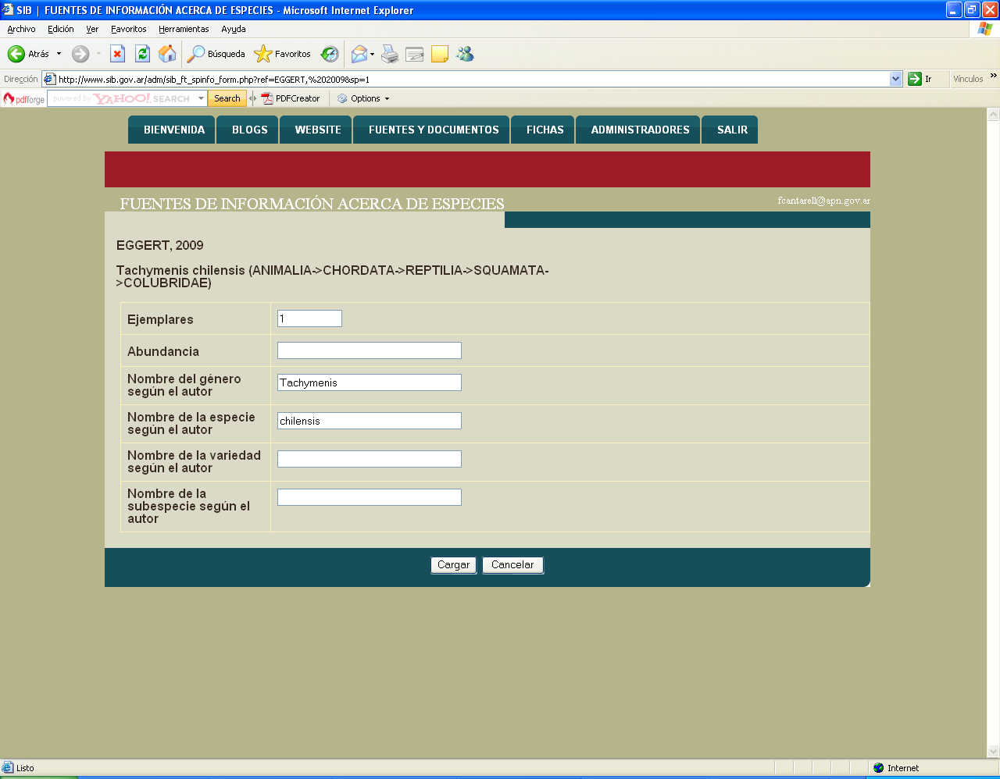 SIB | FUENTES DE INFORMACIÓN ACERCA DE ESPECIES - Microsoft Internet Explorer
Archivo Edición Ver Favoritos Herramientas Ayuda
Atrás Búsqueda Favoritos
Dirección http://www.sib.gov.ar/adm/sib_ft_spinfo_form.php?ref=EGGERT,%202009&sp=1 Ir Vínculos »
pdfforge powered by YAHOO! SEARCH Search PDFCreator Options
BIENVENIDA BLOGS WEBSITE FUENTES Y DOCUMENTOS FICHAS ADMINISTRADORES SALIR
FUENTES DE INFORMACIÓN ACERCA DE ESPECIES
fcantarell@apn.gov.ar
EGGERT, 2009
Tachymenis chilensis (ANIMALIA->CHORDATA->REPTILIA->SQUAMATA-
>COLUBRIDAE)
Ejemplares 1
Abundancia
Nombre del género
según el autor
Tachymenis
Nombre de la especie
según el autor
chilensis
Nombre de la variedad
según el autor
Nombre de la
subespecie según el
autor
Cargar Cancelar
Listo Internet